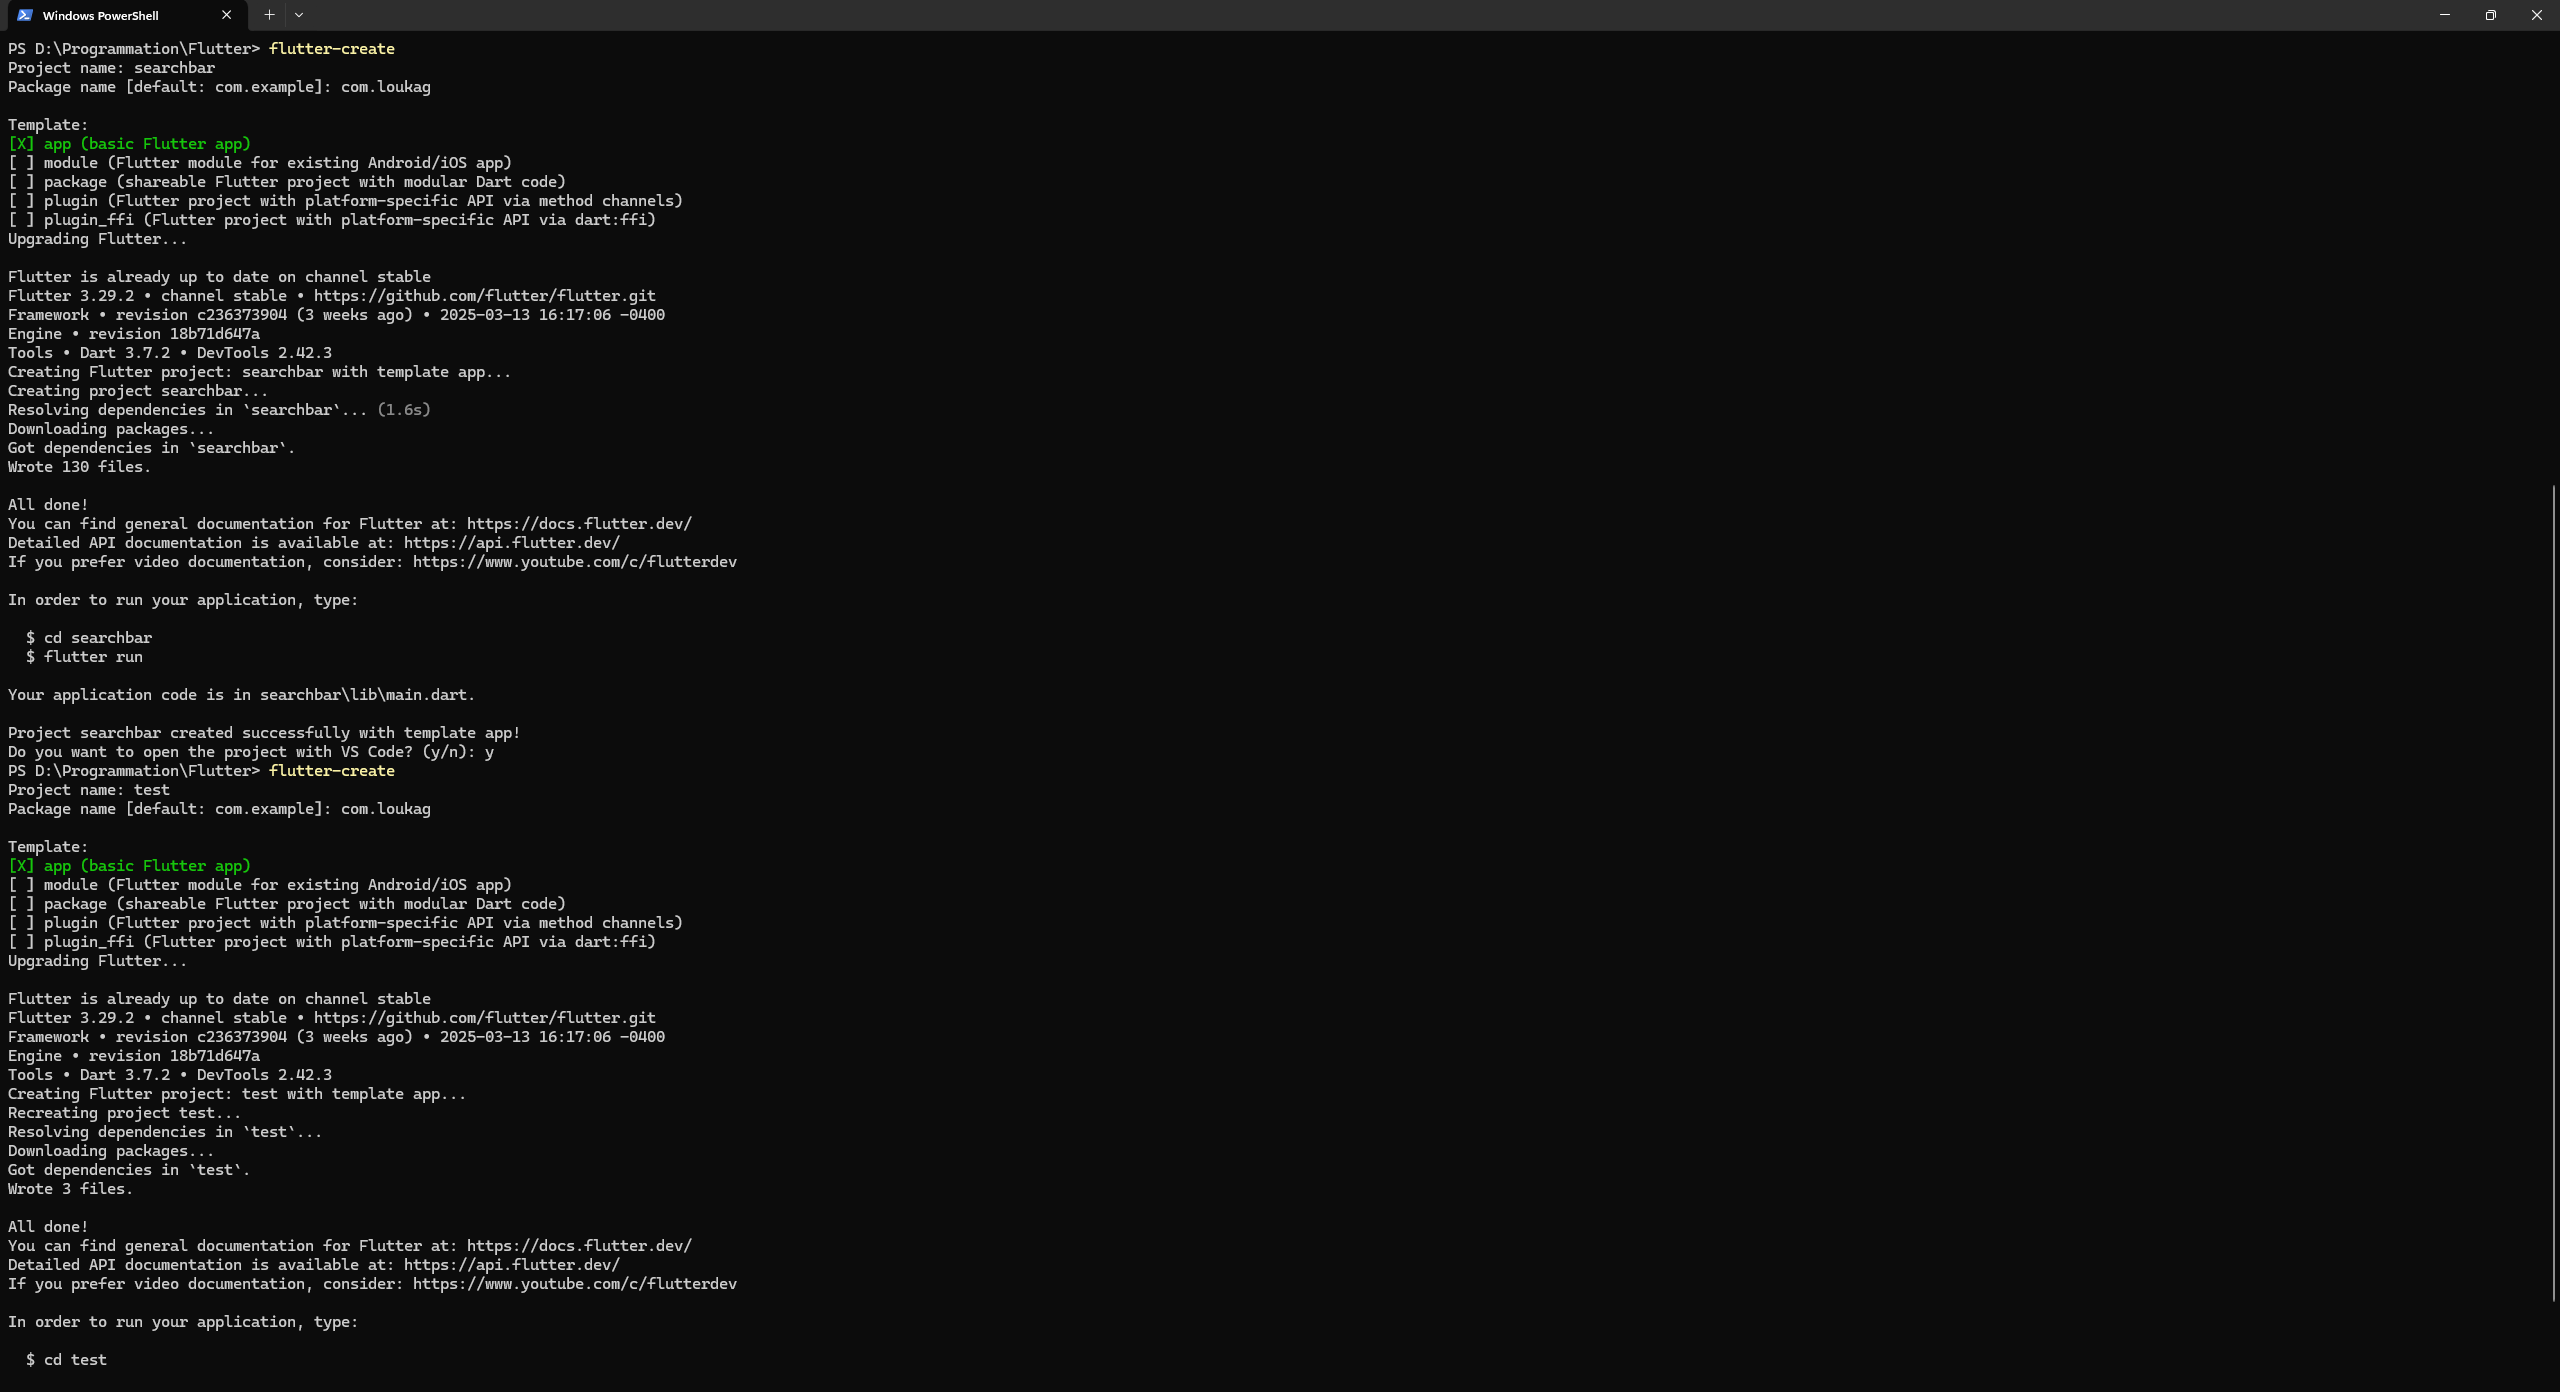 Windows PowerShell
PS D:\Programmation\Flutter> flutter-create
Project name: searchbar
Package name [default: com.example]: com.loukag
Template:
[X] app (basic Flutter app)
[ ] module (Flutter module for existing Android/iOS app)
[ ] package (shareable Flutter project with modular Dart code)
[ ] plugin (Flutter project with platform-specific API via method channels)
[ ] plugin_ffi (Flutter project with platform-specific API via dart:ffi)
Upgrading Flutter...
Flutter is already up to date on channel stable
Flutter 3.29.2 • channel stable • https://github.com/flutter/flutter.git
Framework • revision c236373904 (3 weeks ago) • 2025-03-13 16:17:06 -0400
Engine • revision 18b71d647a
Tools • Dart 3.7.2 • DevTools 2.42.3
Creating Flutter project: searchbar with template app...
Creating project searchbar...
Resolving dependencies in `searchbar`... (1.6s)
Downloading packages...
Got dependencies in `searchbar`.
Wrote 130 files.
All done!
You can find general documentation for Flutter at: https://docs.flutter.dev/
Detailed API documentation is available at: https://api.flutter.dev/
If you prefer video documentation, consider: https://www.youtube.com/c/flutterdev
In order to run your application, type:
$ cd searchbar
$ flutter run
Your application code is in searchbar\lib\main.dart.
Project searchbar created successfully with template app!
Do you want to open the project with VS Code? (y/n): y
PS D:\Programmation\Flutter> flutter-create
Project name: test
Package name [default: com.example]: com.loukag
Template:
[X] app (basic Flutter app)
[ ] module (Flutter module for existing Android/iOS app)
[ ] package (shareable Flutter project with modular Dart code)
[ ] plugin (Flutter project with platform-specific API via method channels)
[ ] plugin_ffi (Flutter project with platform-specific API via dart:ffi)
Upgrading Flutter...
Flutter is already up to date on channel stable
Flutter 3.29.2 • channel stable • https://github.com/flutter/flutter.git
Framework • revision c236373904 (3 weeks ago) • 2025-03-13 16:17:06 -0400
Engine • revision 18b71d647a
Tools • Dart 3.7.2 • DevTools 2.42.3
Creating Flutter project: test with template app...
Recreating project test...
Resolving dependencies in `test`...
Downloading packages...
Got dependencies in `test`.
Wrote 3 files.
All done!
You can find general documentation for Flutter at: https://docs.flutter.dev/
Detailed API documentation is available at: https://api.flutter.dev/
If you prefer video documentation, consider: https://www.youtube.com/c/flutterdev
In order to run your application, type:
$ cd test